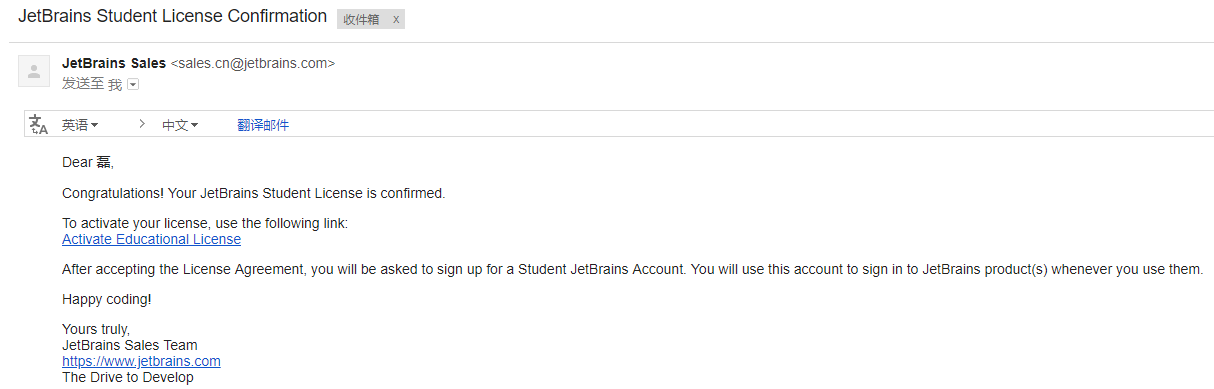 JetBrains Student License Confirmation 收件箱 x
JetBrains Sales <sales.cn@jetbrains.com>
发送至 我
英语 > 中文 翻译邮件
Dear 磊,
Congratulations! Your JetBrains Student License is confirmed.
To activate your license, use the following link:
Activate Educational License
After accepting the License Agreement, you will be asked to sign up for a Student JetBrains Account. You will use this account to sign in to JetBrains product(s) whenever you use them.
Happy coding!
Yours truly,
JetBrains Sales Team
https://www.jetbrains.com
The Drive to Develop